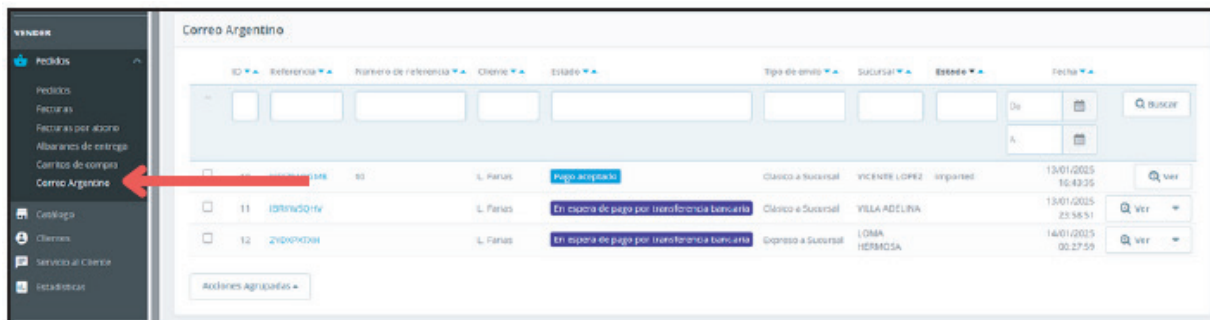 VENDER
Correo Argentino
Pedidos
ID Referencia Número de referencia Cliente Estado Tipo de envío Sucursal Estado Fecha
Pedidos
Facturas
Facturas por abono
Albaranes de entrega
Carritos de compra
Correo Argentino
Catálogo
Clientes
Servicio al Cliente
Estadísticas
De
Buscar
A
L. Farias Pago aceptado Clásico a Sucursal VICENTE LOPEZ imported 13/01/2025 Ver
16:43:35
11 L. Farias En espera de pago por transferencia bancaria Clásico a Sucursal VILLA ADELINA 13/01/2025 Ver
23:58:51
12 L. Farias En espera de pago por transferencia bancaria Expreso a Sucursal LOMA HERMOSA 14/01/2025 Ver
00:27:59
Acciones Agrupadas